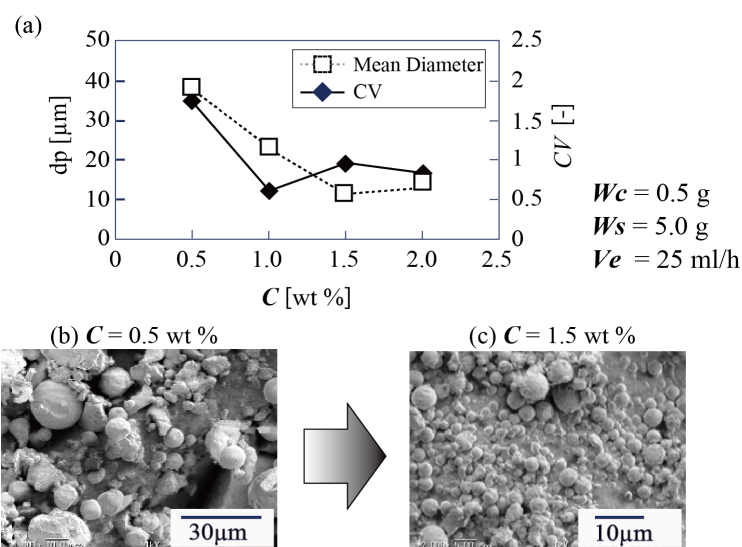 (a)
50
40
30
20
10
0
dp [μm]
2.5
2
1.5
1
0.5
0
CV [-]
Mean Diameter
CV
0 0.5 1.0 1.5 2.0 2.5
C [wt %]
Wc = 0.5 g
Ws = 5.0 g
Ve = 25 ml/h
(b) C = 0.5 wt %
(c) C = 1.5 wt %
30μm
10μm